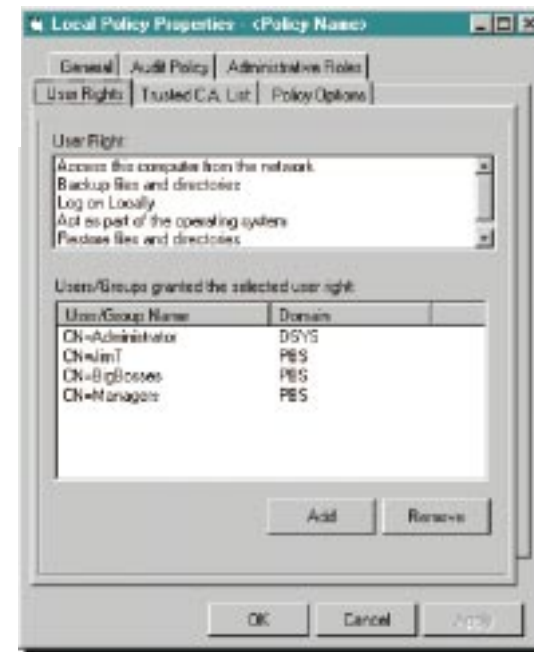 Local Policy Properties - <Policy Name>
General Audit Policy Administrative Roles
User Rights Trusted C.A. List Policy Options
User Right:
Access this computer from the network
Backup files and directories
Log on Locally
Act as part of the operating system
Restore files and directories
Users/Groups granted the selected user right:
User/Group Name Domain
CN=Administrator DSYS
CN=JimT PBS
CN=BigBosses PBS
CN=Managers PBS
Add Remove
OK Cancel Apply